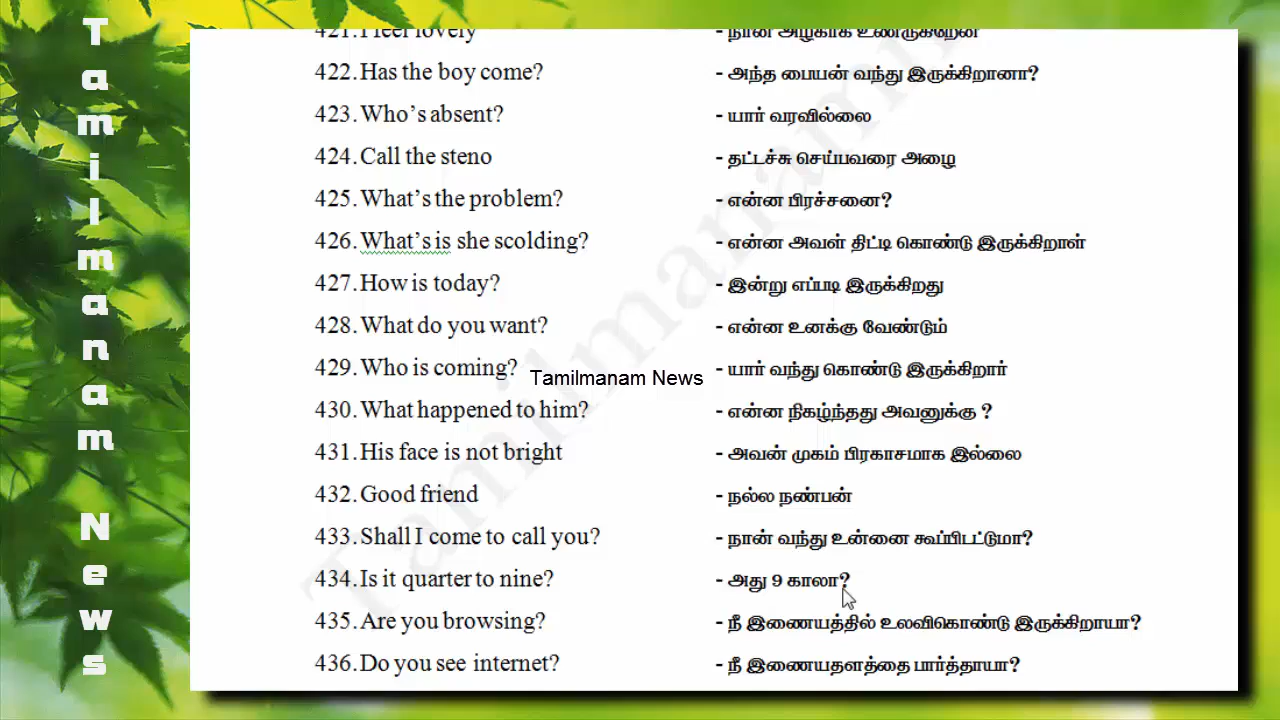 Tamilmanam News
421. I feel lovely - நான் அழகாக உணருகிறேன்
422. Has the boy come? - அந்த பையன் வந்து இருக்கிறானா?
423. Who's absent? - யார் வரவில்லை
424. Call the steno - தட்டச்சு செய்பவரை அழை
425. What's the problem? - என்ன பிரச்சனை?
426. What's is she scolding? - என்ன அவள் திட்டி கொண்டு இருக்கிறாள்
427. How is today? - இன்று எப்படி இருக்கிறது
428. What do you want? - என்ன உனக்கு வேண்டும்
429. Who is coming? - யார் வந்து கொண்டு இருக்கிறார்
Tamilmanam News
430. What happened to him? - என்ன நிகழ்ந்தது அவனுக்கு ?
431. His face is not bright - அவன் முகம் பிரகாசமாக இல்லை
432. Good friend - நல்ல நண்பன்
433. Shall I come to call you? - நான் வந்து உன்னை கூப்பிடட்டுமா?
434. Is it quarter to nine? - அது 9 காலா?
435. Are you browsing? - நீ இணையத்தில் உலவிகொண்டு இருக்கிறாயா?
436. Do you see internet? - நீ இணையதளத்தை பார்த்தாயா?